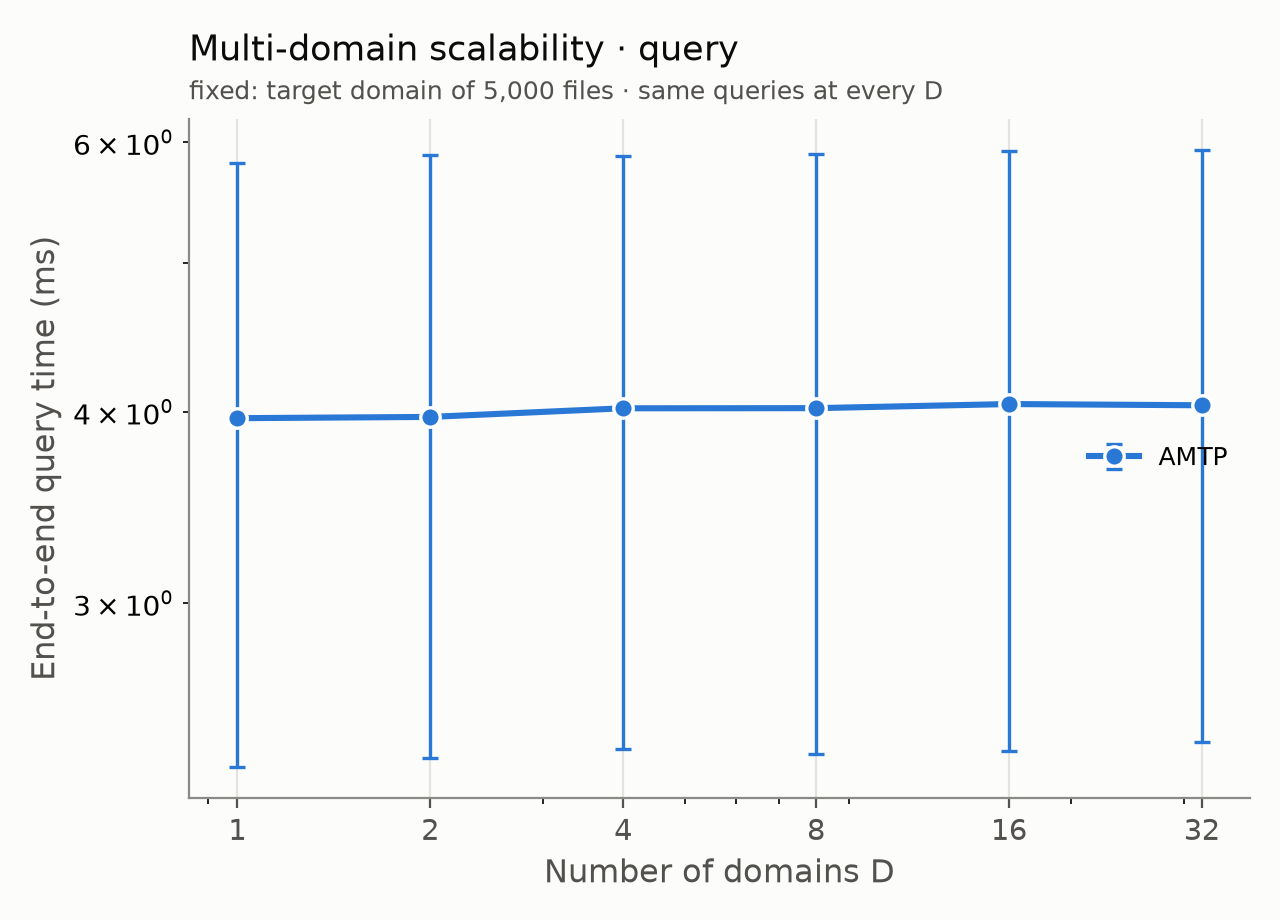 Multi-domain scalability · query
fixed: target domain of 5,000 files · same queries at every D
End-to-end query time (ms)
6 × 10⁰
4 × 10⁰
3 × 10⁰
AMTP
1 2 4 8 16 32
Number of domains D